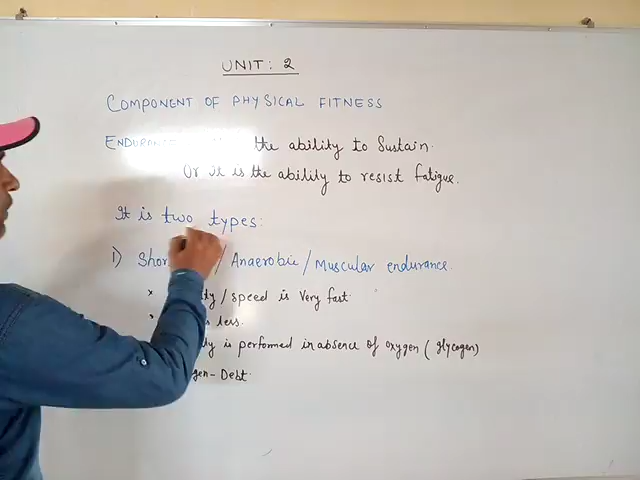 UNIT: 2
COMPONENT OF PHYSICAL FITNESS
ENDURANCE the ability to Sustain.
Or it is the ability to resist fatigue.
It is two types:
1) Shor / Anaerobic / Muscular endurance.
* / speed is Very fast
* less.
is performed in absence of oxygen ( glycogen)
gen - Debt